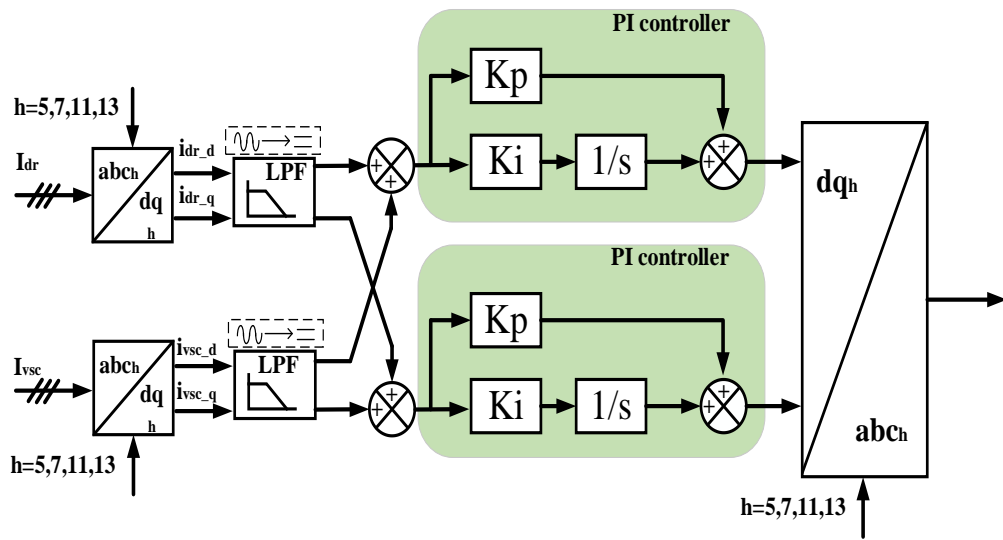 PI controller
Kp
h=5,7,11,13
Idr
abch
dq
h
idr_d
idr_q
LPF
+
+
Ki
1/s
+
+
dqh
PI controller
Kp
Ivsc
abch
dq
h
ivsc_d
ivsc_q
LPF
+
+
Ki
1/s
+
+
abch
h=5,7,11,13
h=5,7,11,13